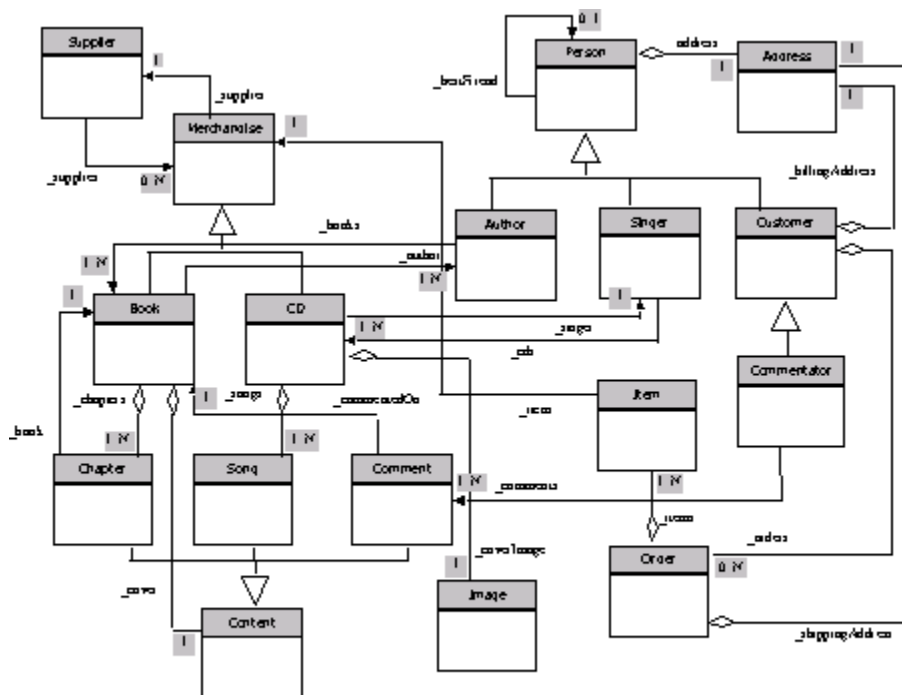 Supplier
1
_supplier
_supplies
0 N
Merchandise
1
0 1
Person
_bestFriend
address
1
Address
1
1
_billingAddress
Author
Singer
Customer
_books
_author
1 N
1 N
1
Book
CD
1
1 N
_cds
Commentator
_chapters
_songs
1
_commentedOn
_item
Item
_book
1 N
1 N
1 N
1 N
Chapter
Song
Comment
_comments
_items
_orders
0 N
Order
_coverImage
1
Image
_shippingAddress
_cover
1
Content